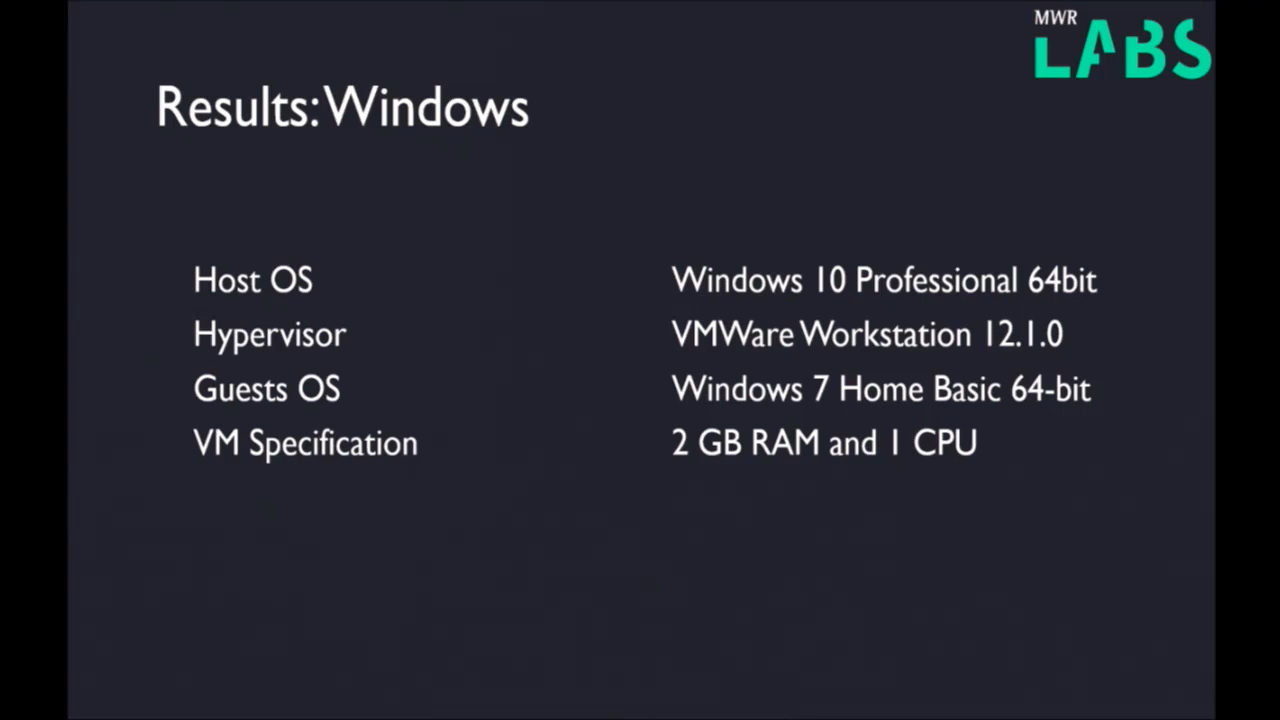 MWR
LABS
Results: Windows
Host OS Windows 10 Professional 64bit
Hypervisor VMWare Workstation 12.1.0
Guests OS Windows 7 Home Basic 64-bit
VM Specification 2 GB RAM and 1 CPU